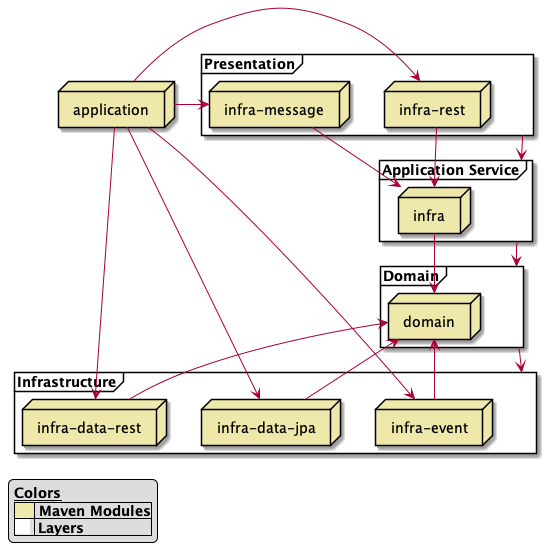 Presentation
application
infra-message
infra-rest
Application Service
infra
Domain
domain
Infrastructure
infra-data-rest
infra-data-jpa
infra-event
Colors
Maven Modules
Layers